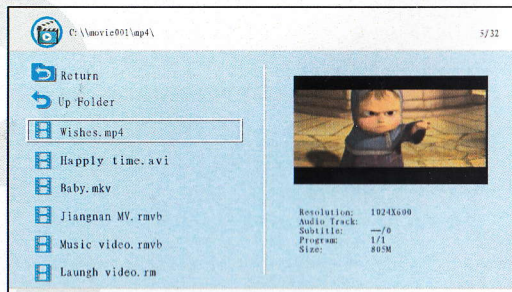 C:\\movie001\mp4\
5/32
Return
Up Folder
Wishes.mp4
Happly time.avi
Baby.mkv
Jiangnan MV.rmvb
Music video.rmvb
Laungh video.rm
Resolution: 1024X600
Audio Track:
Subtitle: —/0
Program: 1/1
Size: 805M